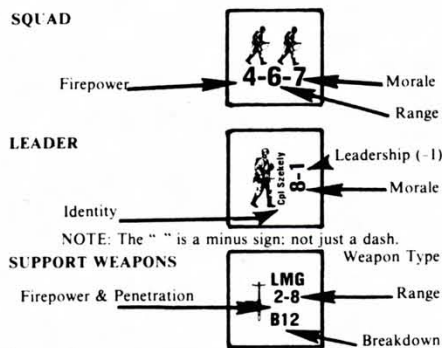 SQUAD
Firepower
4-6-7
Morale
Range
LEADER
Leadership (-1)
Cpl Szekely
8-1
Morale
Identity
NOTE: The " " is a minus sign; not just a dash.
SUPPORT WEAPONS
Weapon Type
LMG
Firepower & Penetration
2-8
Range
B12
Breakdown